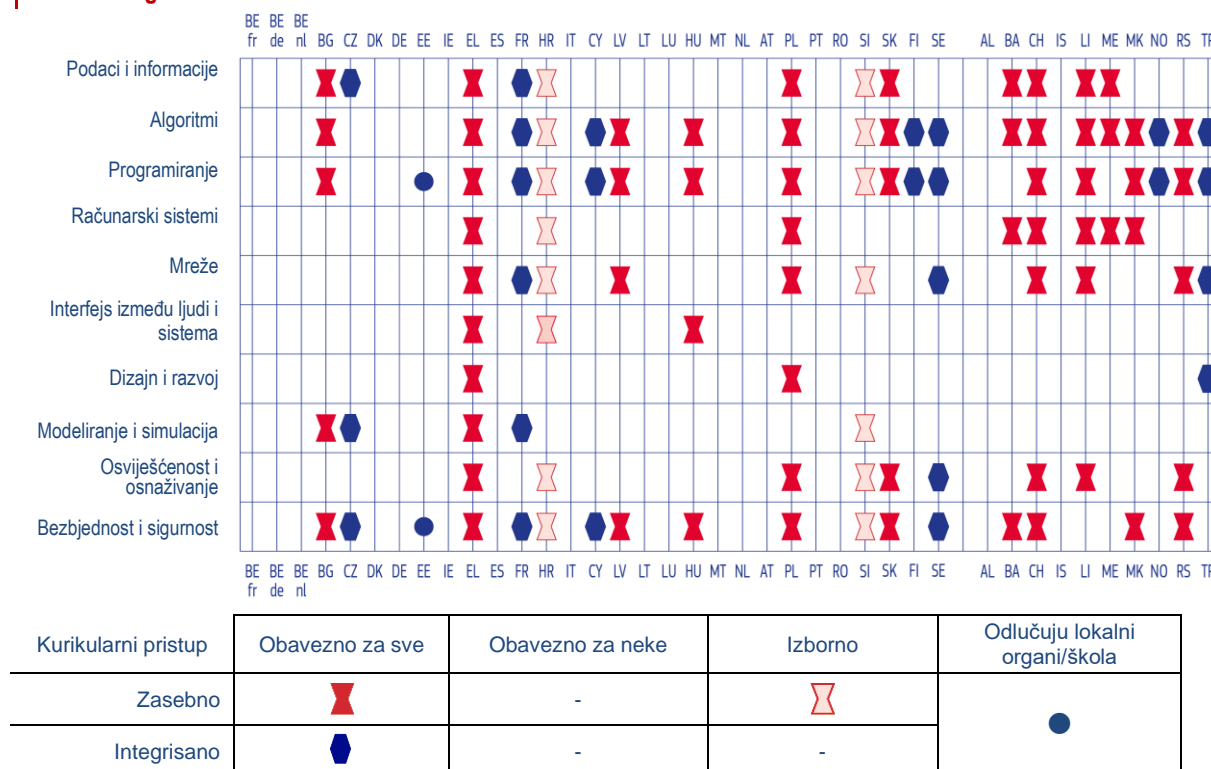 BE BE BE
fr de nl BG CZ DK DE EE IE EL ES FR HR IT CY LV LT LU HU MT NL AT PL PT RO SI SK FI SE AL BA CH IS LI ME MK NO RS TR
Podaci i informacije
Algoritmi
Programiranje
Računarski sistemi
Mreže
Interfejs između ljudi i
sistema
Dizajn i razvoj
Modeliranje i simulacija
Osviješćenost i
osnaživanje
Bezbjednost i sigurnost
BE BE BE BG CZ DK DE EE IE EL ES FR HR IT CY LV LT LU HU MT NL AT PL PT RO SI SK FI SE AL BA CH IS LI ME MK NO RS TR
fr de nl
Kurikularni pristup Obavezno za sve Obavezno za neke Izborno Odlučuju lokalni
organi/škola
Zasebno - 
Integrisano - -